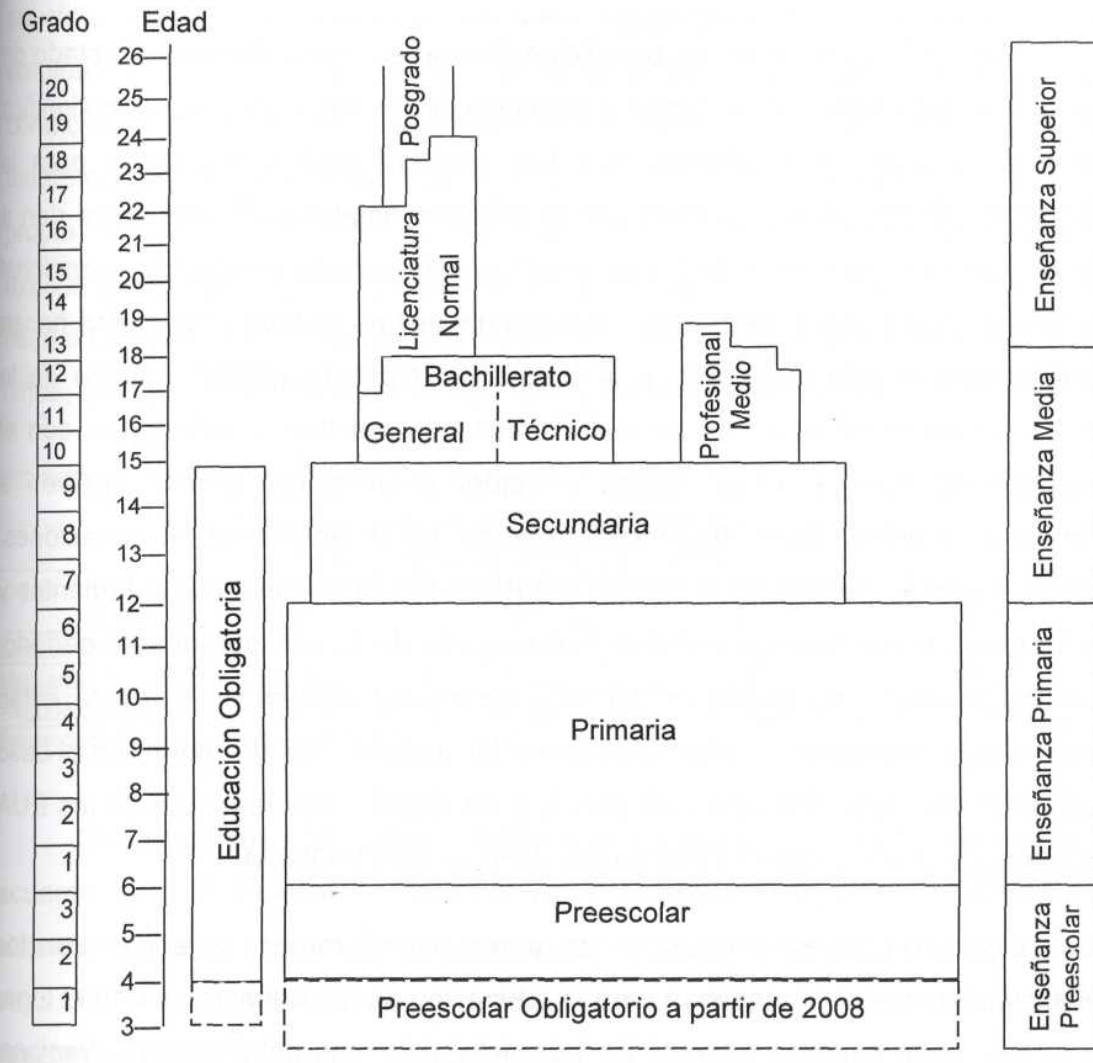 Grado Edad
26
20
25
19
24
18
23
17
22
16
21
15
20
14
19
13
18
12
17
11
16
10
15
9
14
8
13
7
12
6
11
5
10
4
9
3
8
2
7
1
6
3
5
2
4
1
3
Educación Obligatoria
Posgrado
Licenciatura
Normal
Bachillerato
General
Técnico
Profesional
Medio
Secundaria
Primaria
Preescolar
Preescolar Obligatorio a partir de 2008
Enseñanza Superior
Enseñanza Media
Enseñanza Primaria
Enseñanza
Preescolar